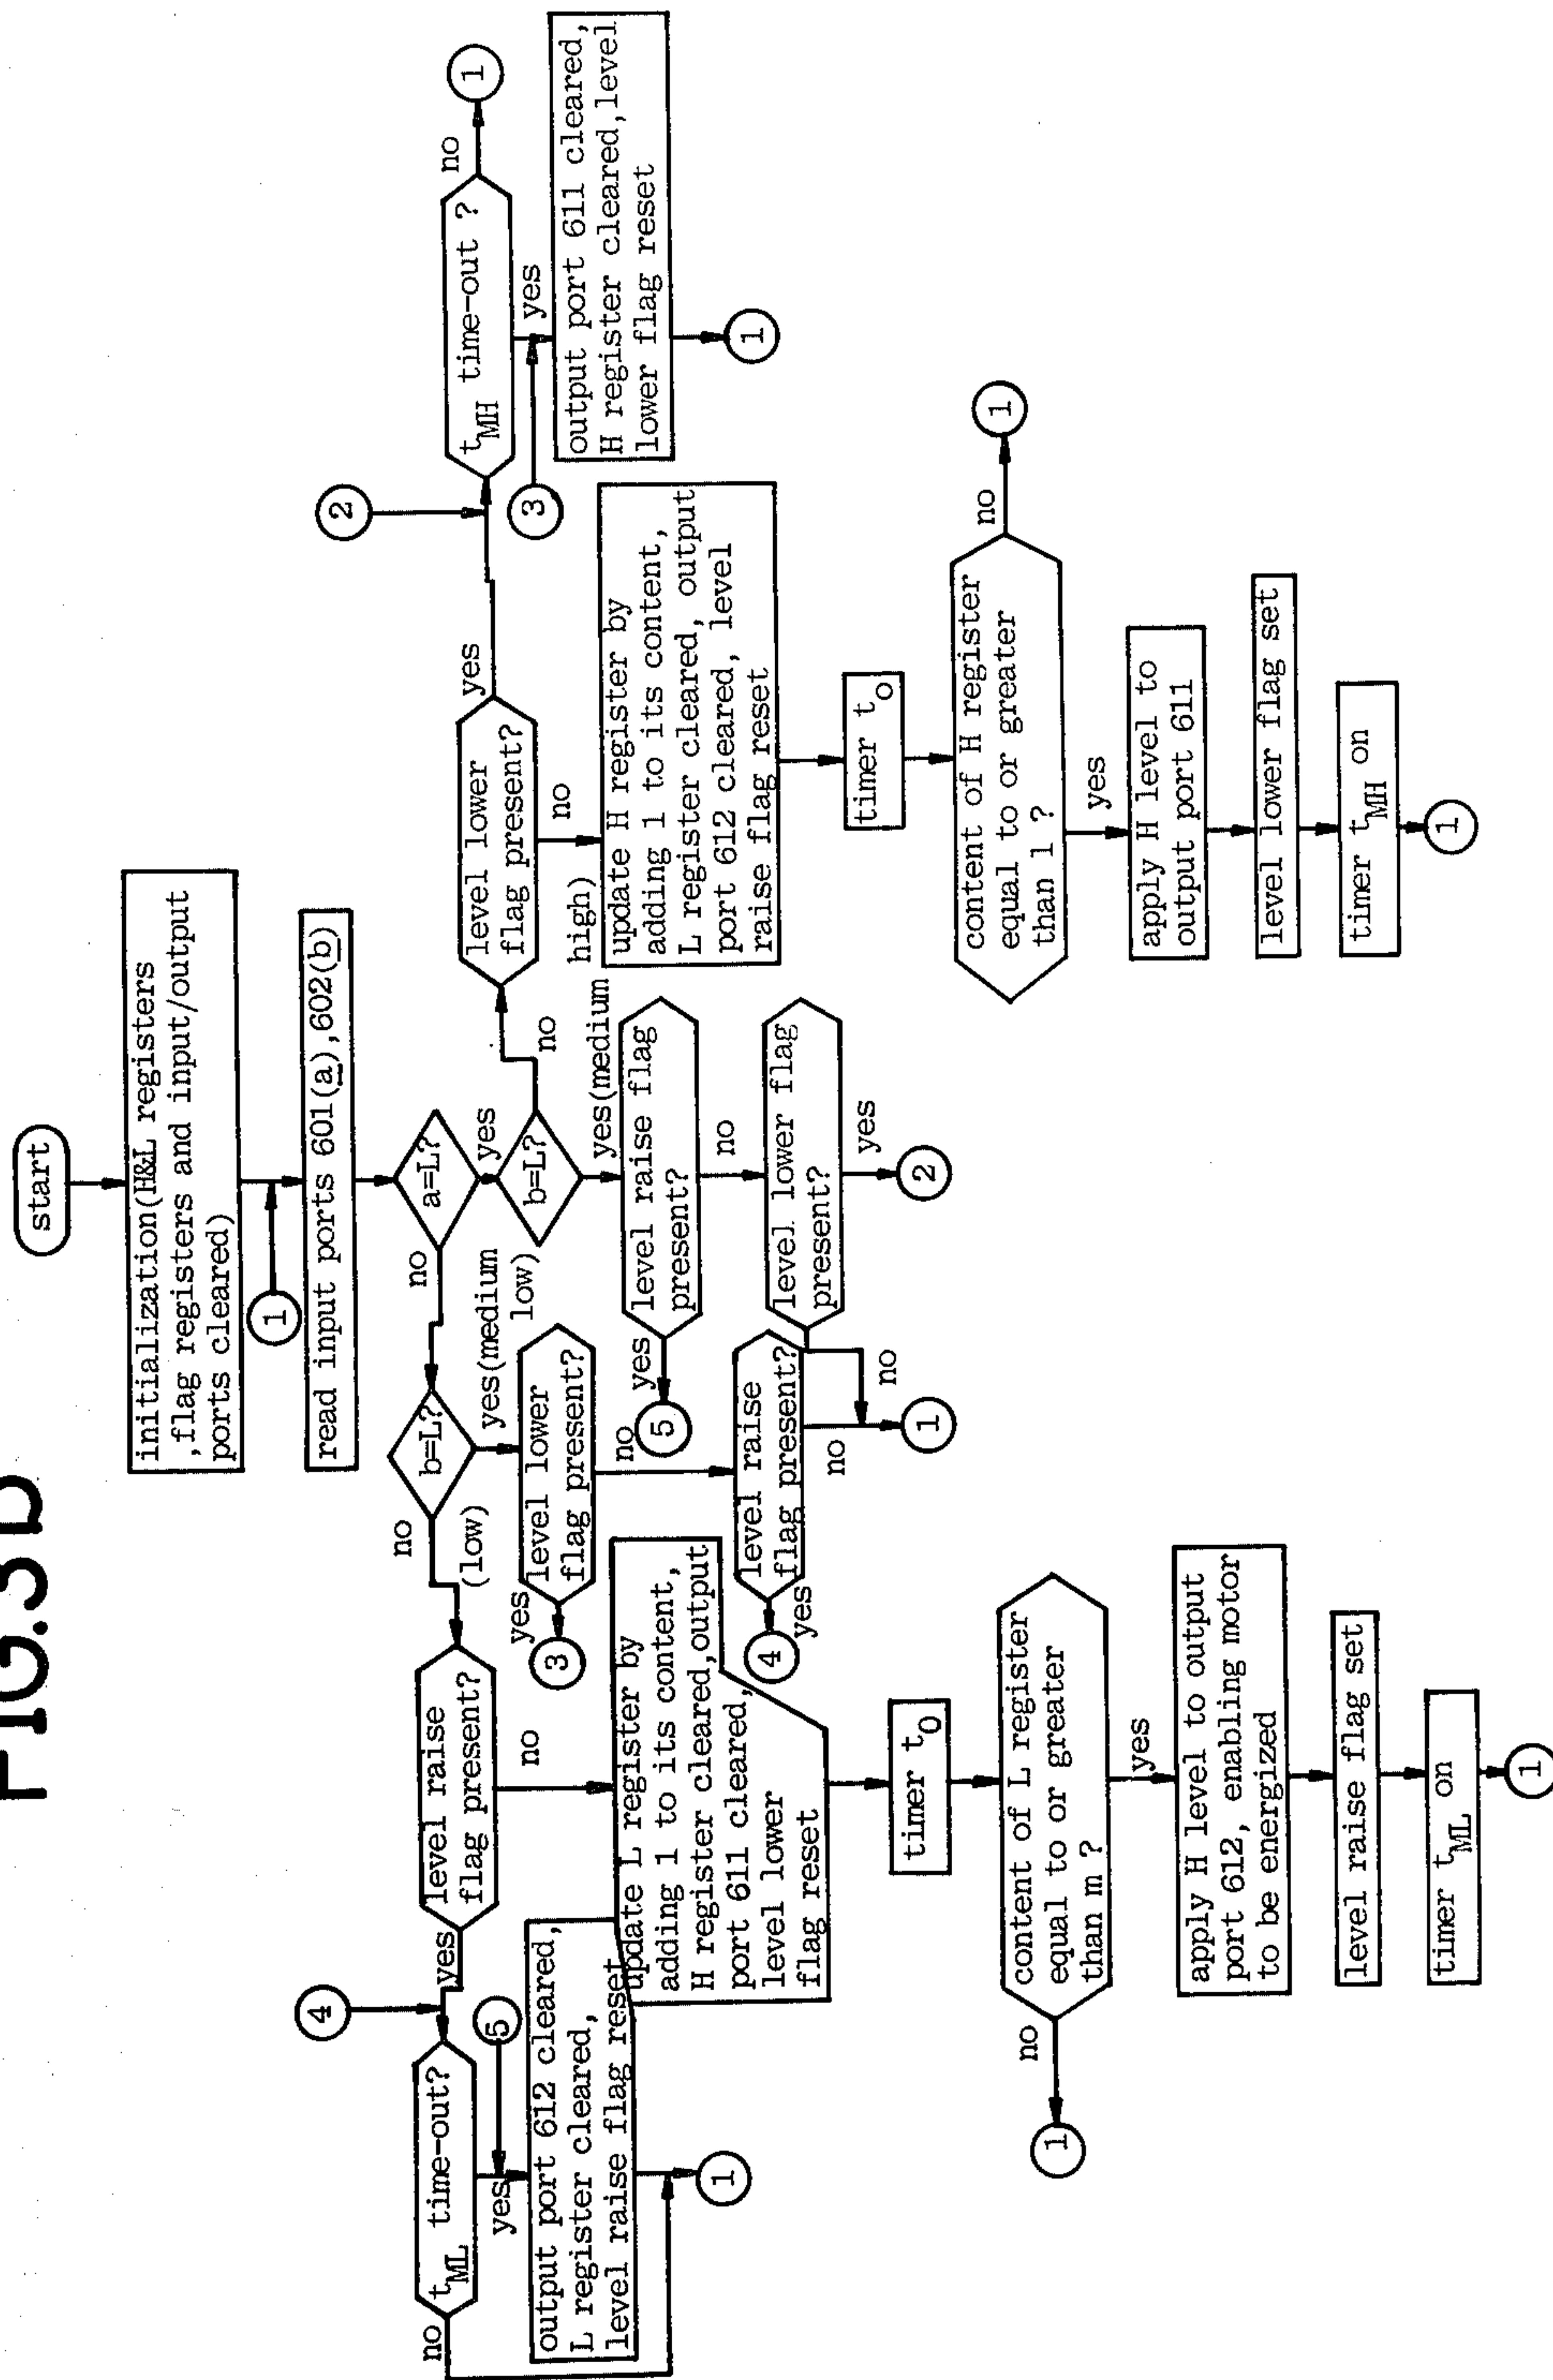 FIG.3b
start
initialization(H&L registers
,flag registers and input/output
ports cleared)
1
read input ports 601(a),602(b)
a=L?
no
yes
b=L?
no
(low)
yes(medium
low)
b=L?
no
yes(medium
high)
level raise
flag present?
yes
no
4
t_ML time-out?
no
yes
5
output port 612 cleared,
L register cleared,
level raise flag reset
1
update L register by
adding 1 to its content,
H register cleared,output
port 611 cleared,
level lower
flag reset
timer t_0
content of L register
equal to or greater
than m ?
no
1
yes
apply H level to output
port 612, enabling motor
to be energized
level raise flag set
timer t_ML on
1
level lower
flag present?
yes
3
no
level raise
flag present?
yes
4
no
1
level raise flag
present?
yes
5
no
level lower flag
present?
no
yes
2
level lower
flag present?
yes
no
2
t_MH time-out ?
no
1
yes
3
output port 611 cleared,
H register cleared,level
lower flag reset
1
update H register by
adding 1 to its content,
L register cleared, output
port 612 cleared, level
raise flag reset
timer t_o
content of H register
equal to or greater
than l ?
no
1
yes
apply H level to
output port 611
level lower flag set
timer t_MH on
1